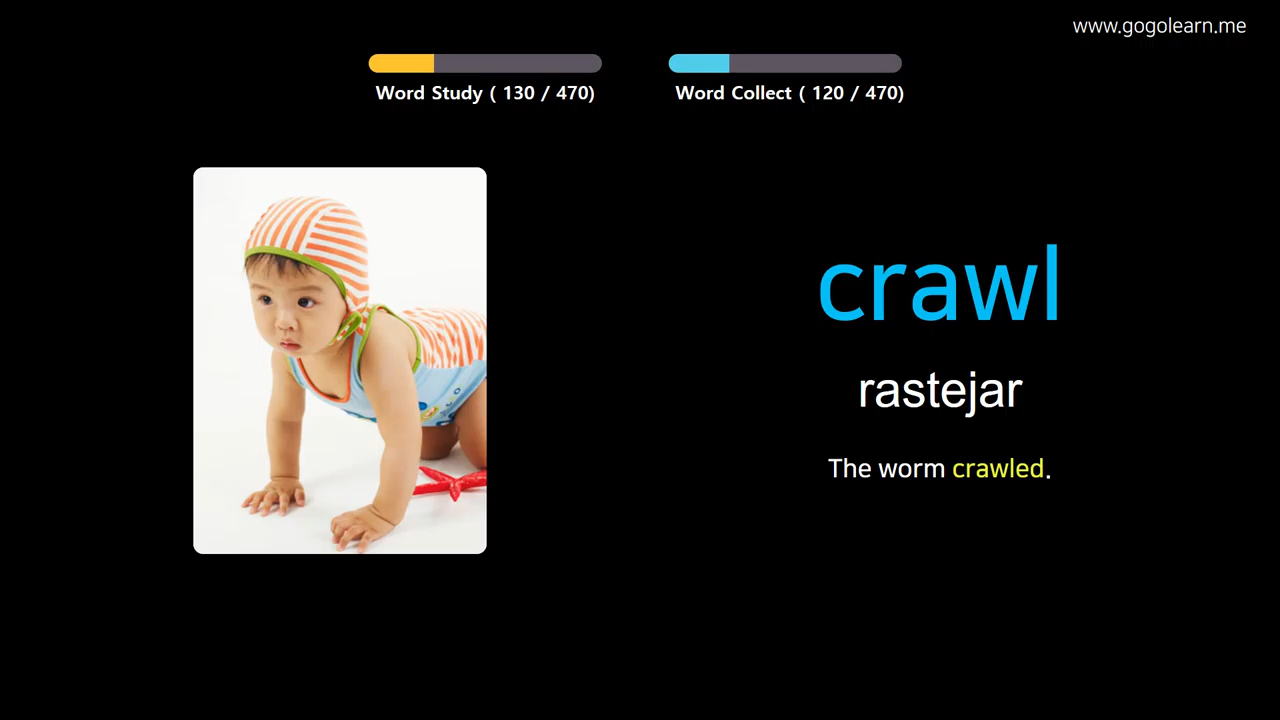 www.gogolearn.me
Word Study ( 130 / 470)
Word Collect ( 120 / 470)
crawl
rastejar
The worm crawled.